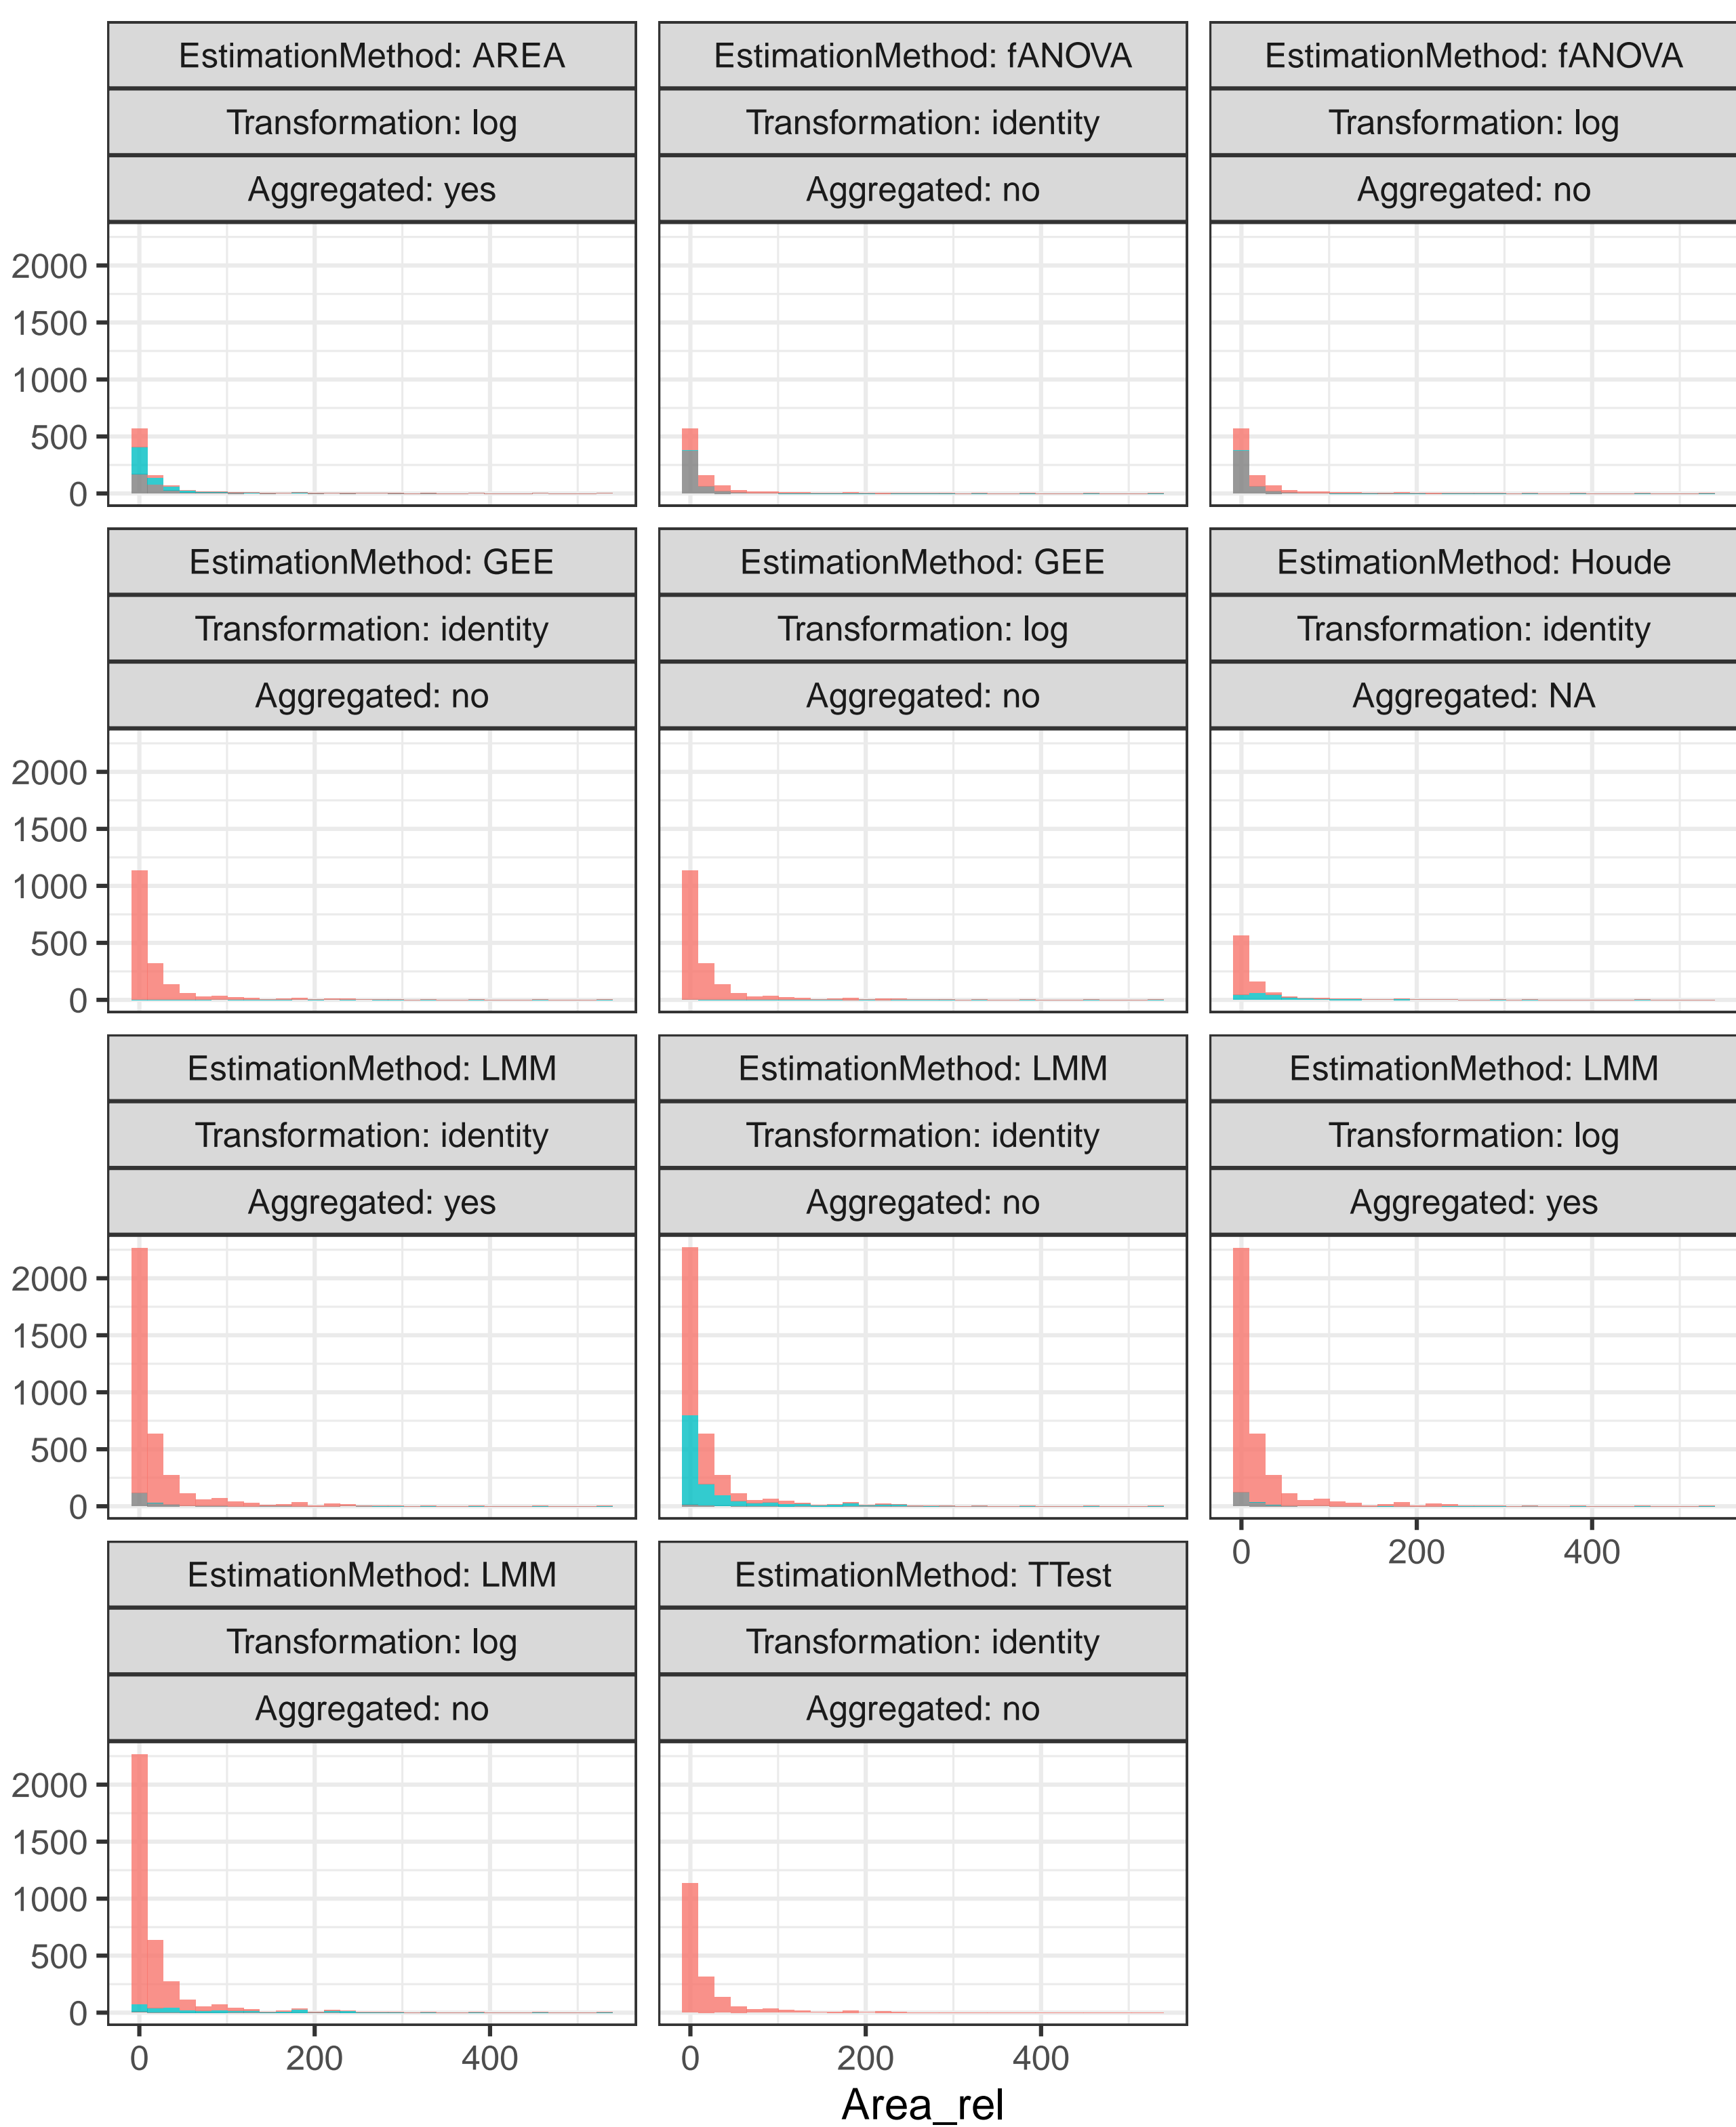 EstimationMethod: AREA EstimationMethod: fANOVA EstimationMethod: fANOVA
Transformation: log Transformation: identity Transformation: log
Aggregated: yes Aggregated: no Aggregated: no
2000
1500
1000
500
0
EstimationMethod: GEE EstimationMethod: GEE EstimationMethod: Houde
Transformation: identity Transformation: log Transformation: identity
Aggregated: no Aggregated: no Aggregated: NA
2000
1500
1000
500
0
EstimationMethod: LMM EstimationMethod: LMM EstimationMethod: LMM
Transformation: identity Transformation: identity Transformation: log
Aggregated: yes Aggregated: no Aggregated: yes
2000
1500
1000
500
0
0 200 400
EstimationMethod: LMM EstimationMethod: TTest
Transformation: log Transformation: identity
Aggregated: no Aggregated: no
2000
1500
1000
500
0
0 200 400 0 200 400
Area_rel